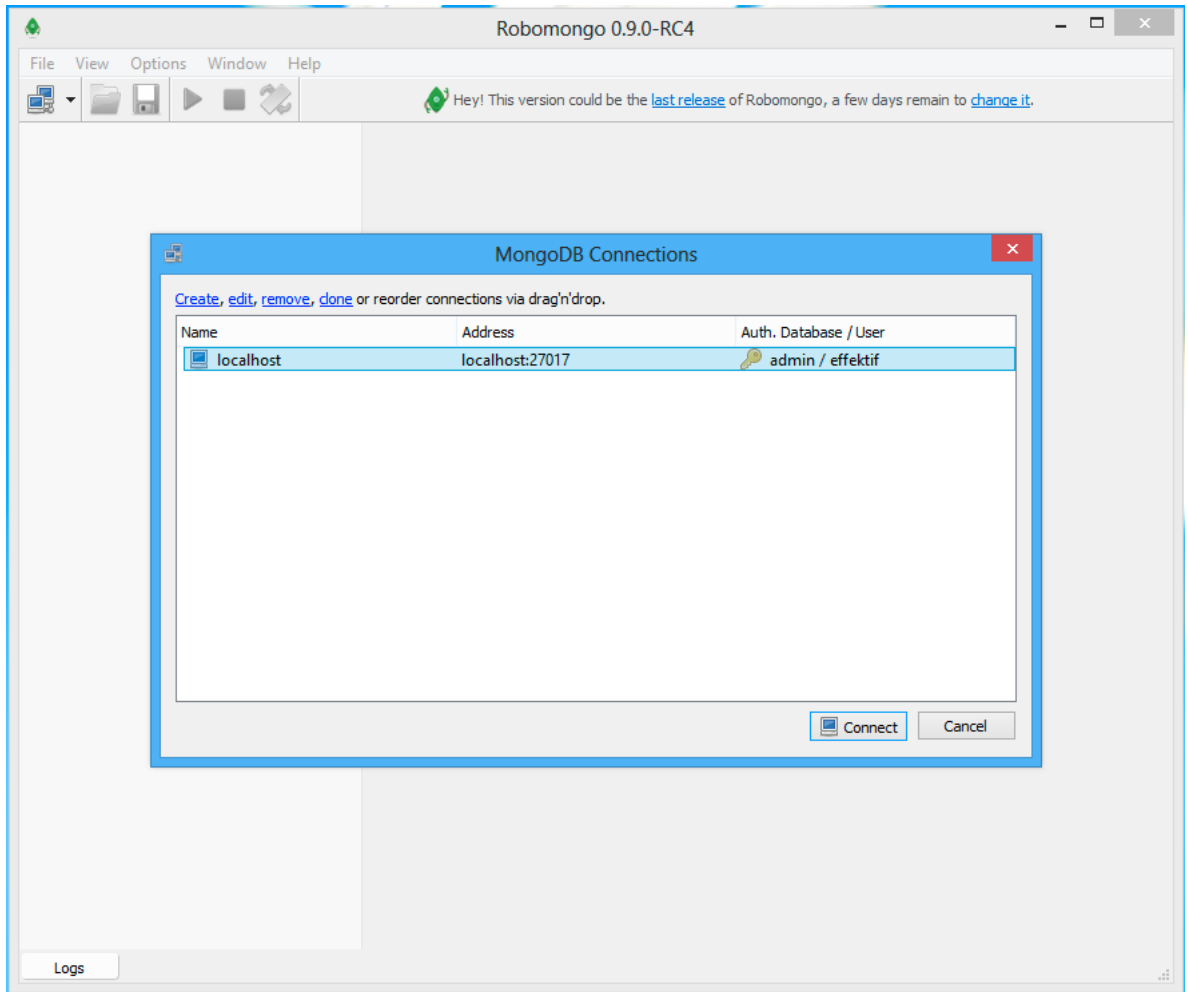 Robomongo 0.9.0-RC4
File View Options Window Help
Hey! This version could be the last release of Robomongo, a few days remain to change it.
MongoDB Connections
Create, edit, remove, clone or reorder connections via drag'n'drop.
Name Address Auth. Database / User
localhost localhost:27017 admin / effektif
Connect Cancel
Logs